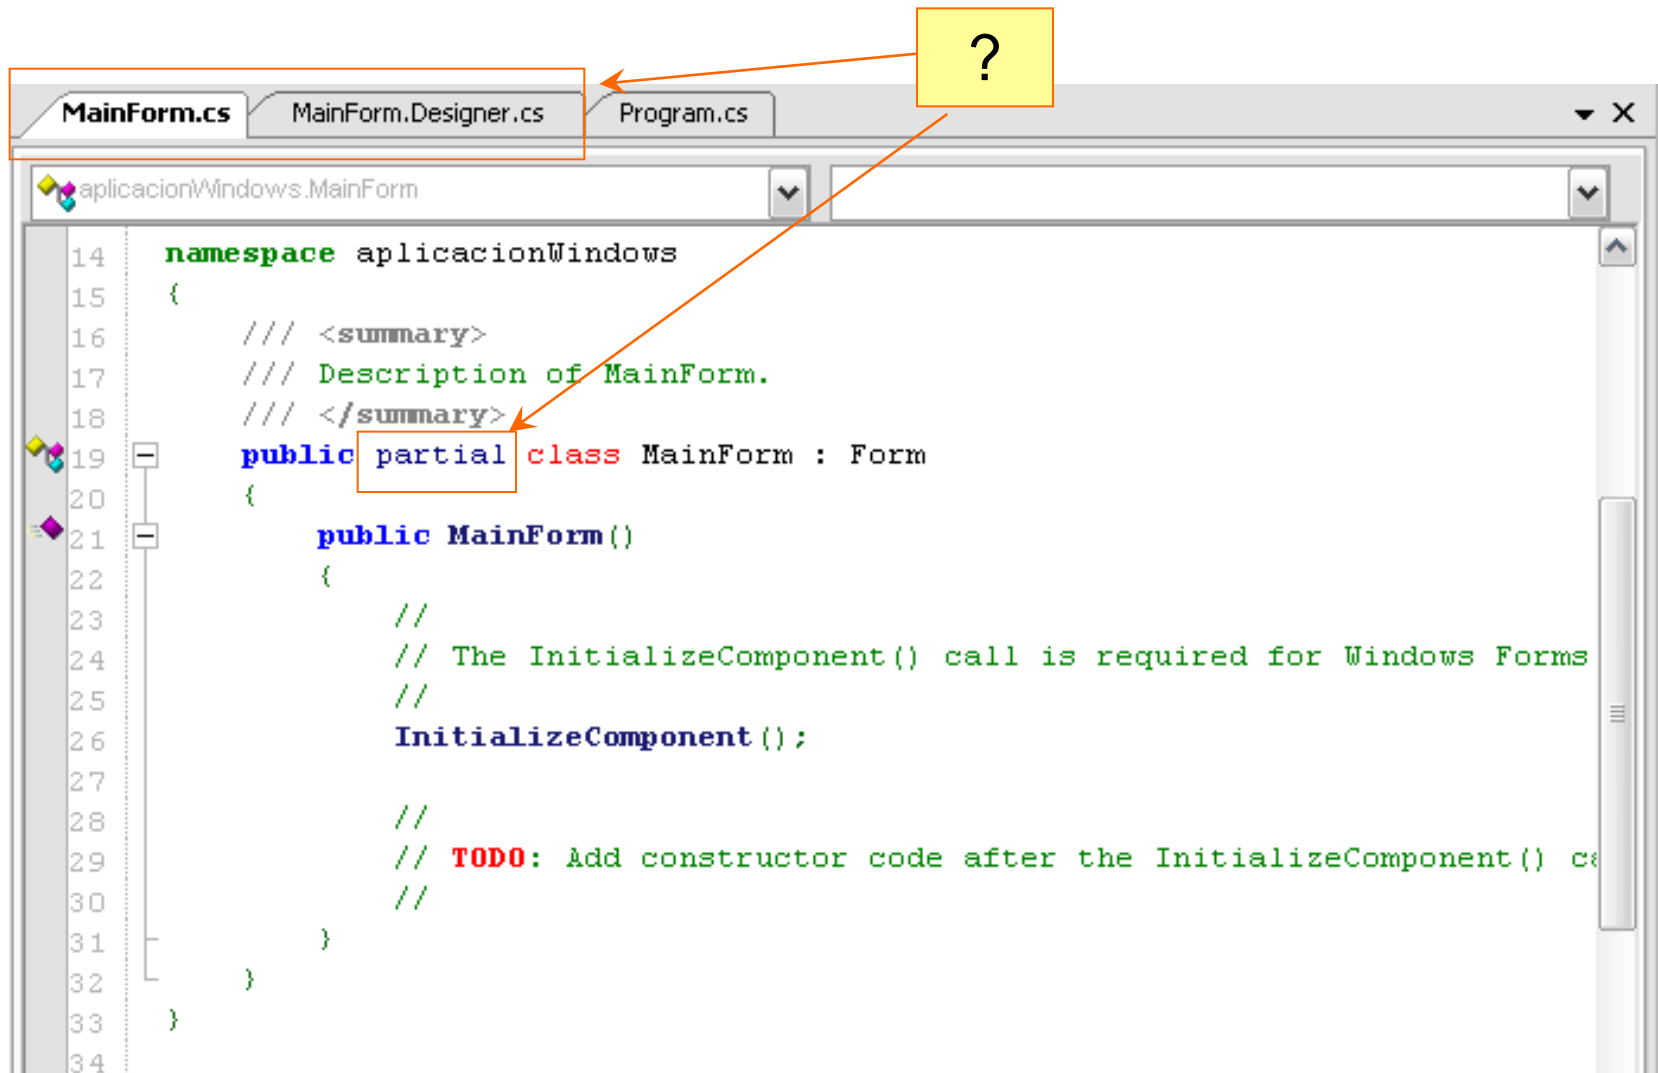 ?
MainForm.cs MainForm.Designer.cs Program.cs
aplicacionWindows.MainForm
14 namespace aplicacionWindows
15 {
16 /// <summary>
17 /// Description of MainForm.
18 /// </summary>
19 public partial class MainForm : Form
20 {
21 public MainForm()
22 {
23 //
24 // The InitializeComponent() call is required for Windows Forms
25 //
26 InitializeComponent();
27
28 //
29 // TODO: Add constructor code after the InitializeComponent()
30 //
31 }
32 }
33 }
34